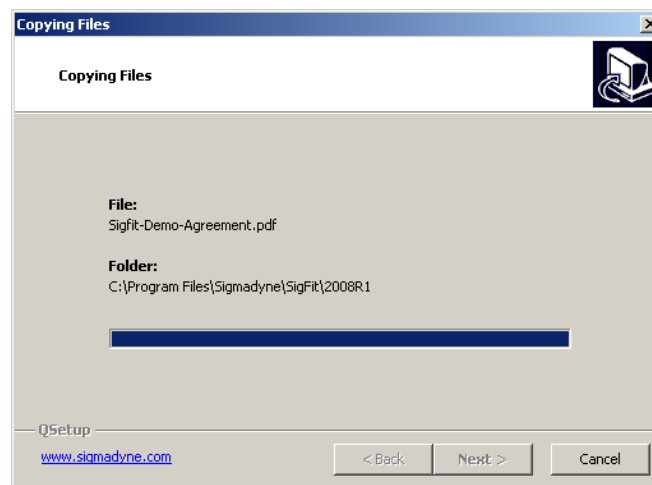 Copying Files
Copying Files
File:
Sigfit-Demo-Agreement.pdf
Folder:
C:\Program Files\Sigmadyne\SigFit\2008R1
QSetup
www.sigmadyne.com
< Back Next > Cancel